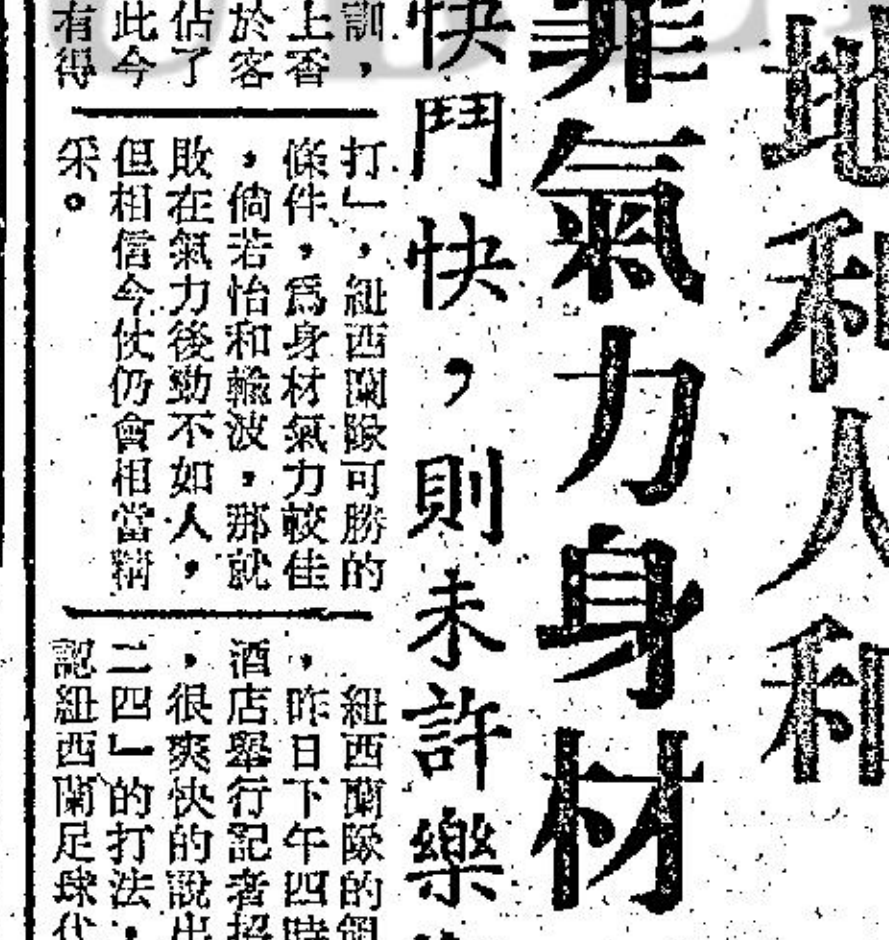 地和人和
靠氣力身材
快鬥快，則未許樂
訓，
上香
於客
佔了
此今
有得
打」，紐西蘭隊可勝的
條件，爲身材氣力較佳
，倘若怡和輸波，那就
敗在氣力後勁不如人，
但相信今仗仍會相當精
采。
紐西蘭隊的領
，昨日下午四時
酒店舉行記者招
，很爽快的說出
二四」的打法，
認紐西蘭足球代